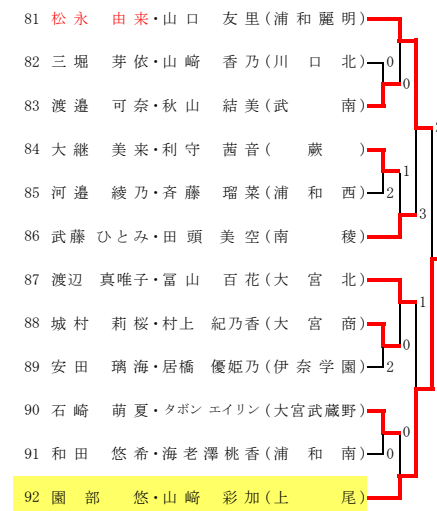 81 松永 由来・山口 友里(浦和麗明)
82 三堀 芽依・山﨑 香乃(川口北)
0
0
83 渡邉 可奈・秋山 結美(武南)
84 大継 美来・利守 茜音(蕨)
1
85 河邉 綾乃・斉藤 瑠菜(浦和西)
2
3
86 武藤 ひとみ・田頭 美空(南稜)
87 渡辺 真唯子・冨山 百花(大宮北)
1
88 城村 莉桜・村上 紀乃香(大宮商)
0
89 安田 璃海・居橋 優姫乃(伊奈学園)
2
90 石崎 萌夏・タボン エイリン(大宮武蔵野)
0
91 和田 悠希・海老澤桃香(浦和南)
0
92 園部 悠・山﨑 彩加(上尾)